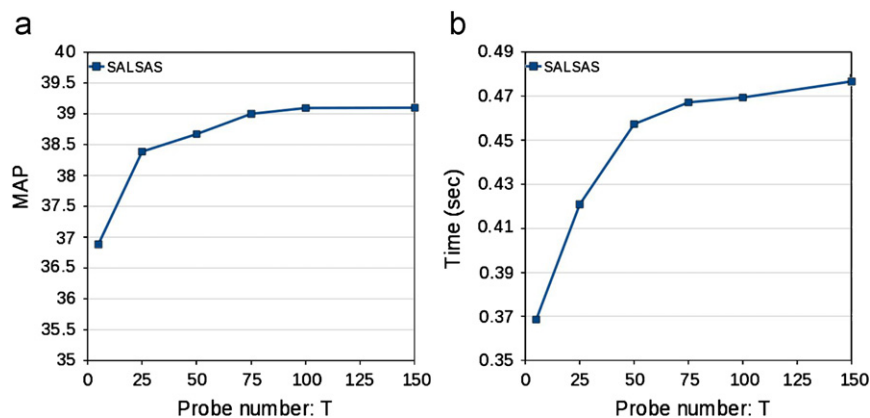 a
SALSAS
MAP
40
39.5
39
38.5
38
37.5
37
36.5
36
35.5
35
0 25 50 75 100 125 150
Probe number: T
b
SALSAS
Time (sec)
0.49
0.47
0.45
0.43
0.41
0.39
0.37
0.35
0 25 50 75 100 125 150
Probe number: T